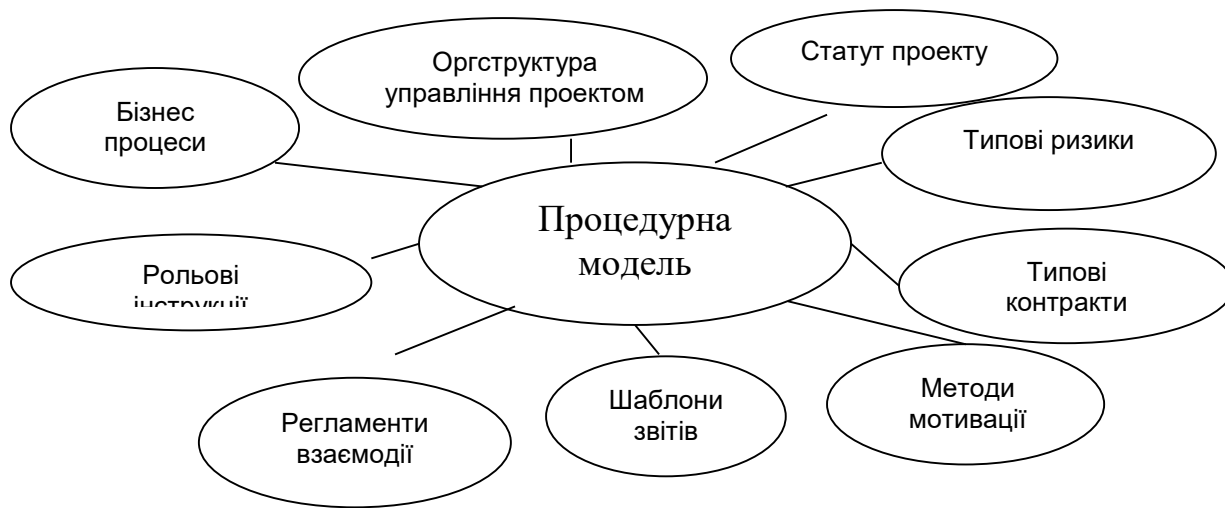 Статут проекту
Оргструктура
управління проектом
Бізнес
процеси
Типові ризики
Процедурна
модель
Рольові
інструкції
Типові
контракти
Методи
мотивації
Шаблони
звітів
Регламенти
взаємодії